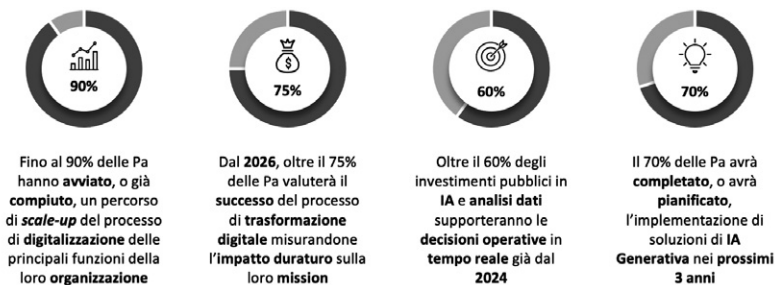 90%
Fino al 90% delle Pa
hanno avviato, o già
compiuto, un percorso
di scale-up del processo
di digitalizzazione delle
principali funzioni della
loro organizzazione
75%
Dal 2026, oltre il 75%
delle Pa valuterà il
successo del processo
di trasformazione
digitale misurandone
l'impatto duraturo sulla
loro mission
60%
Oltre il 60% degli
investimenti pubblici in
IA e analisi dati
supporteranno le
decisioni operative in
tempo reale già dal
2024
70%
Il 70% delle Pa avrà
completato, o avrà
pianificato,
l'implementazione di
soluzioni di IA
Generativa nei prossimi
3 anni